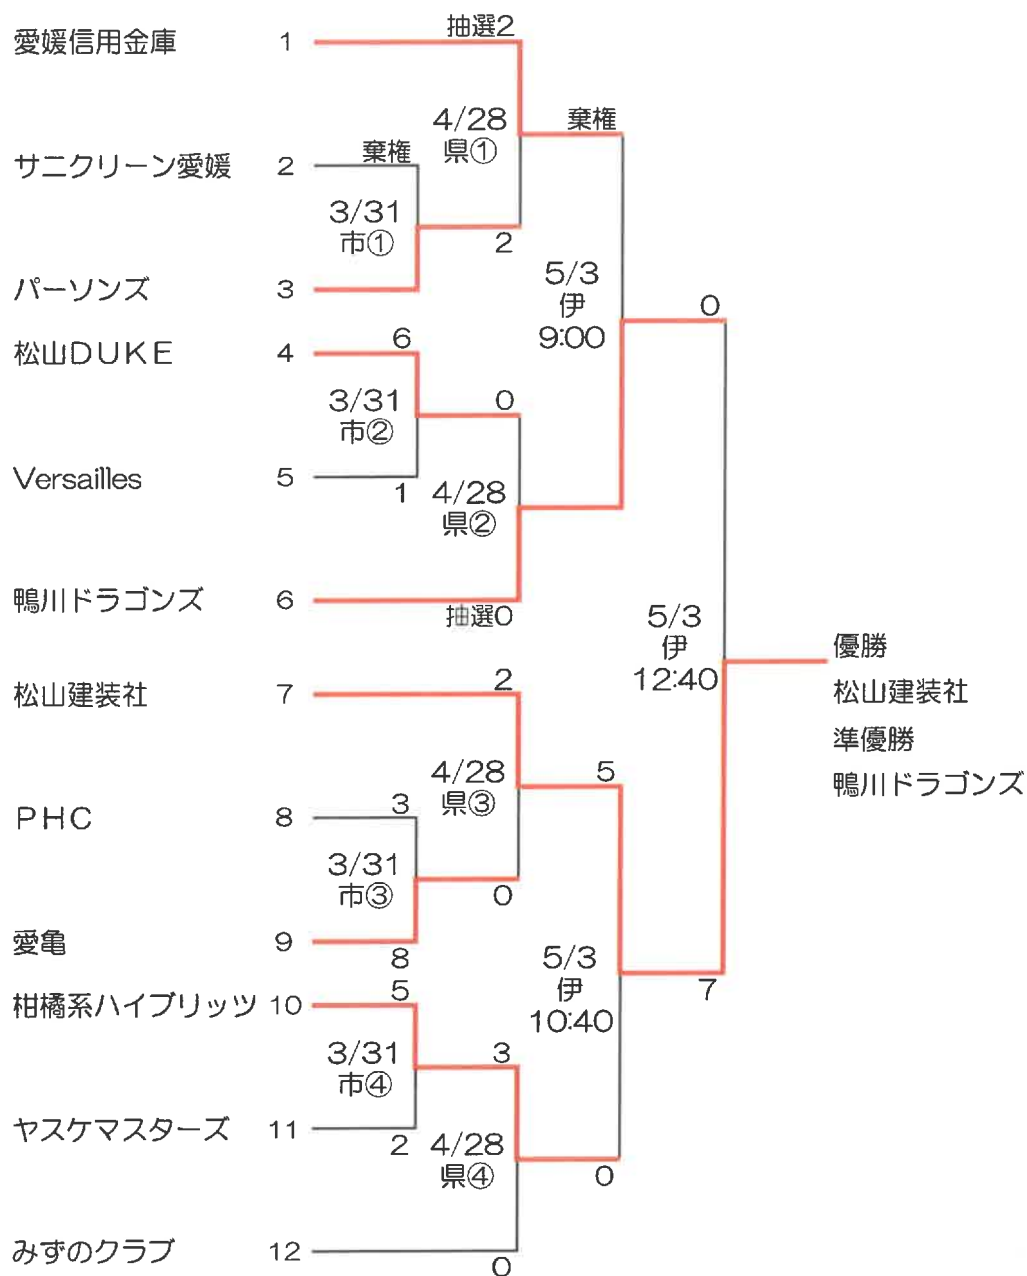 愛媛信用金庫 1 抽選2
4/28 棄権
県①
サニクリーン愛媛 2 棄権
3/31
市①
2
パーソンズ 3
5/3
伊
9:00
0
松山DUKE 4 6
3/31 0
市②
Versailles 5 1
4/28
県②
鴨川ドラゴンズ 6 抽選0
5/3
伊
12:40
優勝
松山建装社
準優勝
鴨川ドラゴンズ
松山建装社 7 2
4/28 5
県③
PHC 8 3
3/31
市③ 0
愛亀 9 8
5/3
伊
10:40
7
柑橘系ハイブリッツ 10 5
3/31 3
市④
ヤスケマスターズ 11 2
4/28
県④ 0
みずのクラブ 12 0